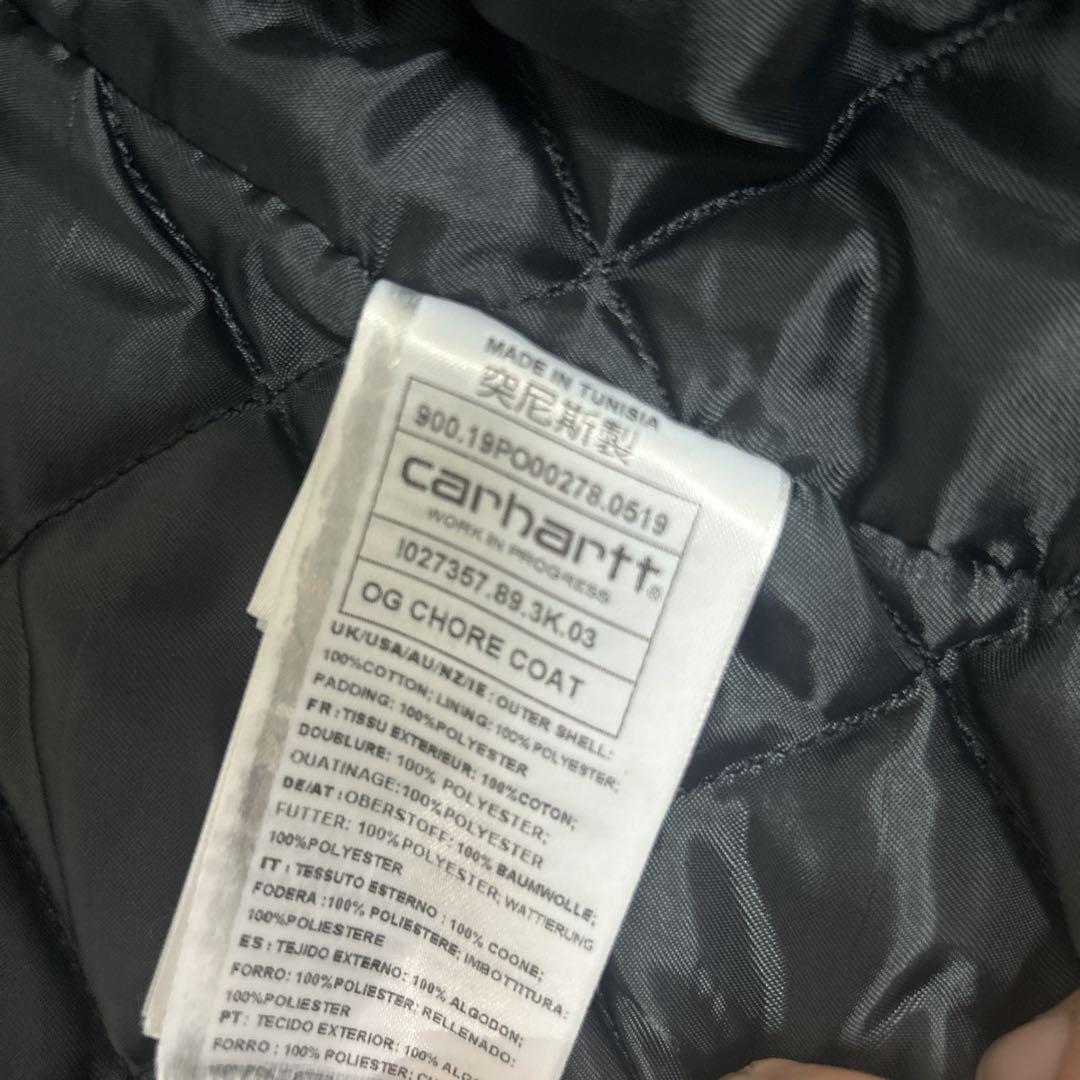 MADE IN TUNISIA
突尼斯製
900.19PO00278.0519
carhartt®
WORK IN PROGRESS
I027357.89.3K.03
OG CHORE COAT
UK/USA/AU/NZ/IE: OUTER SHELL:
100%COTTON; LINING: 100% POLYESTER;
PADDING: 100%POLYESTER
FR: TISSU EXTERIEUR: 100%COTON;
DOUBLURE: 100% POLYESTER;
OUATINAGE:100%POLYESTER
DE/AT: OBERSTOFF: 100% BAUMWOLLE;
FUTTER: 100%POLYESTER; WATTIERUNG
100%POLYESTER
IT: TESSUTO ESTERNO: 100% COONE;
FODERA :100% POLIESTERE; IMBOTTITURA:
100%POLIESTERE
ES: TEJIDO EXTERNO: 100% ALGODON;
FORRO: 100%POLIESTER; RELLENADO:
100%POLIESTER
PT: TECIDO EXTERIOR: 100% ALGO
FORRO: 100% POLIESTER;